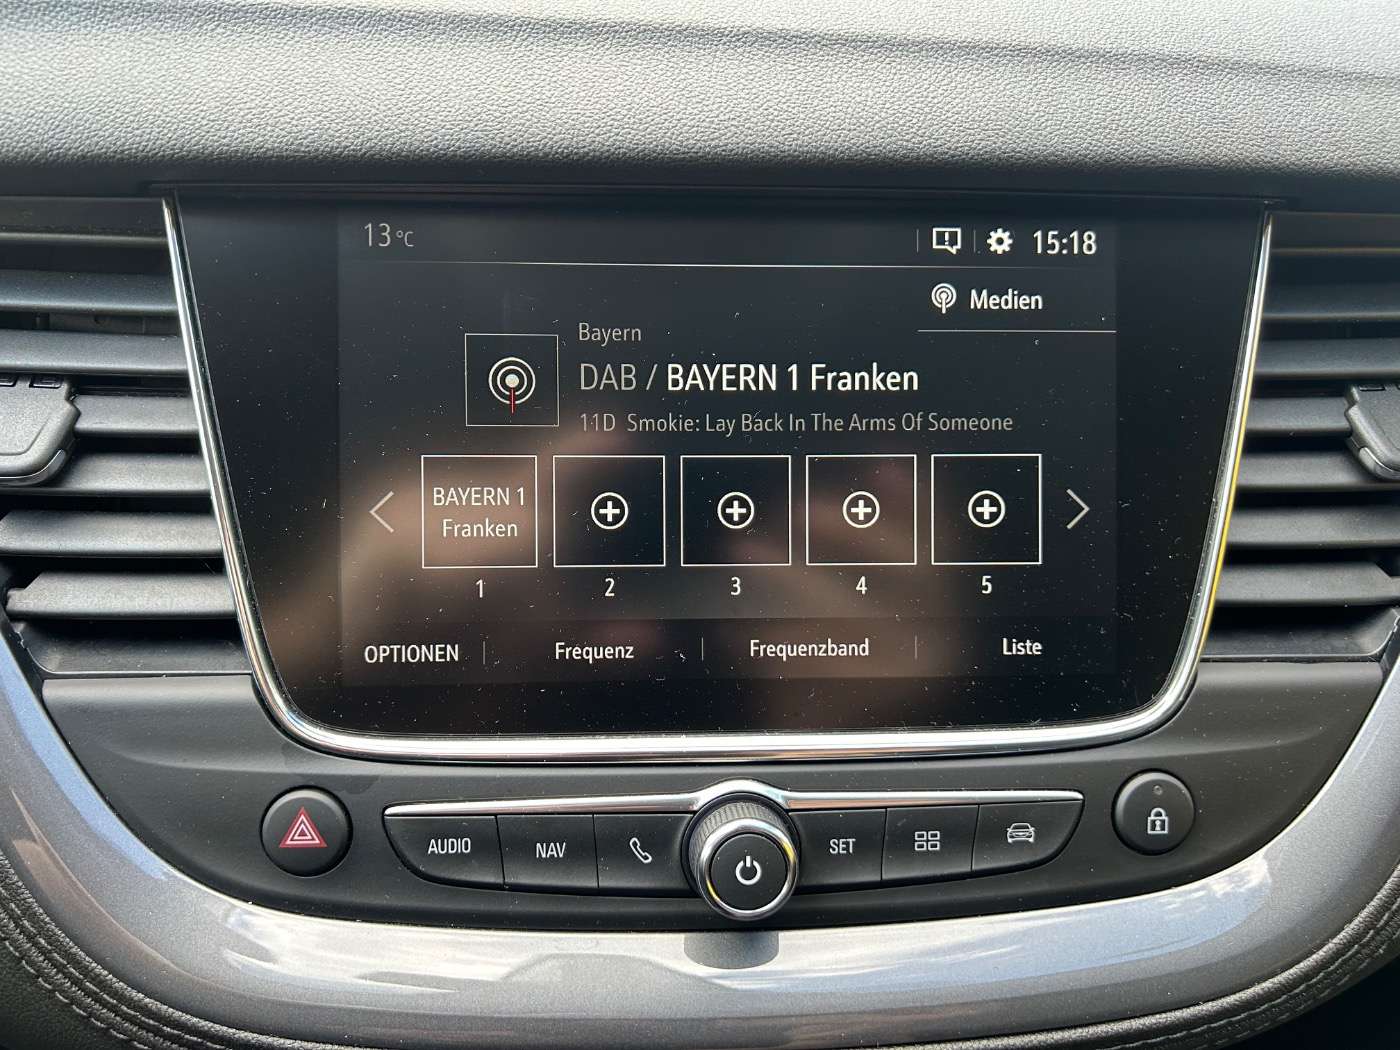 13°C
15:18
Medien
Bayern
DAB / BAYERN 1 Franken
11D Smokie: Lay Back In The Arms Of Someone
BAYERN 1
Franken
1 2 3 4 5
OPTIONEN Frequenz Frequenzband Liste
AUDIO NAV SET